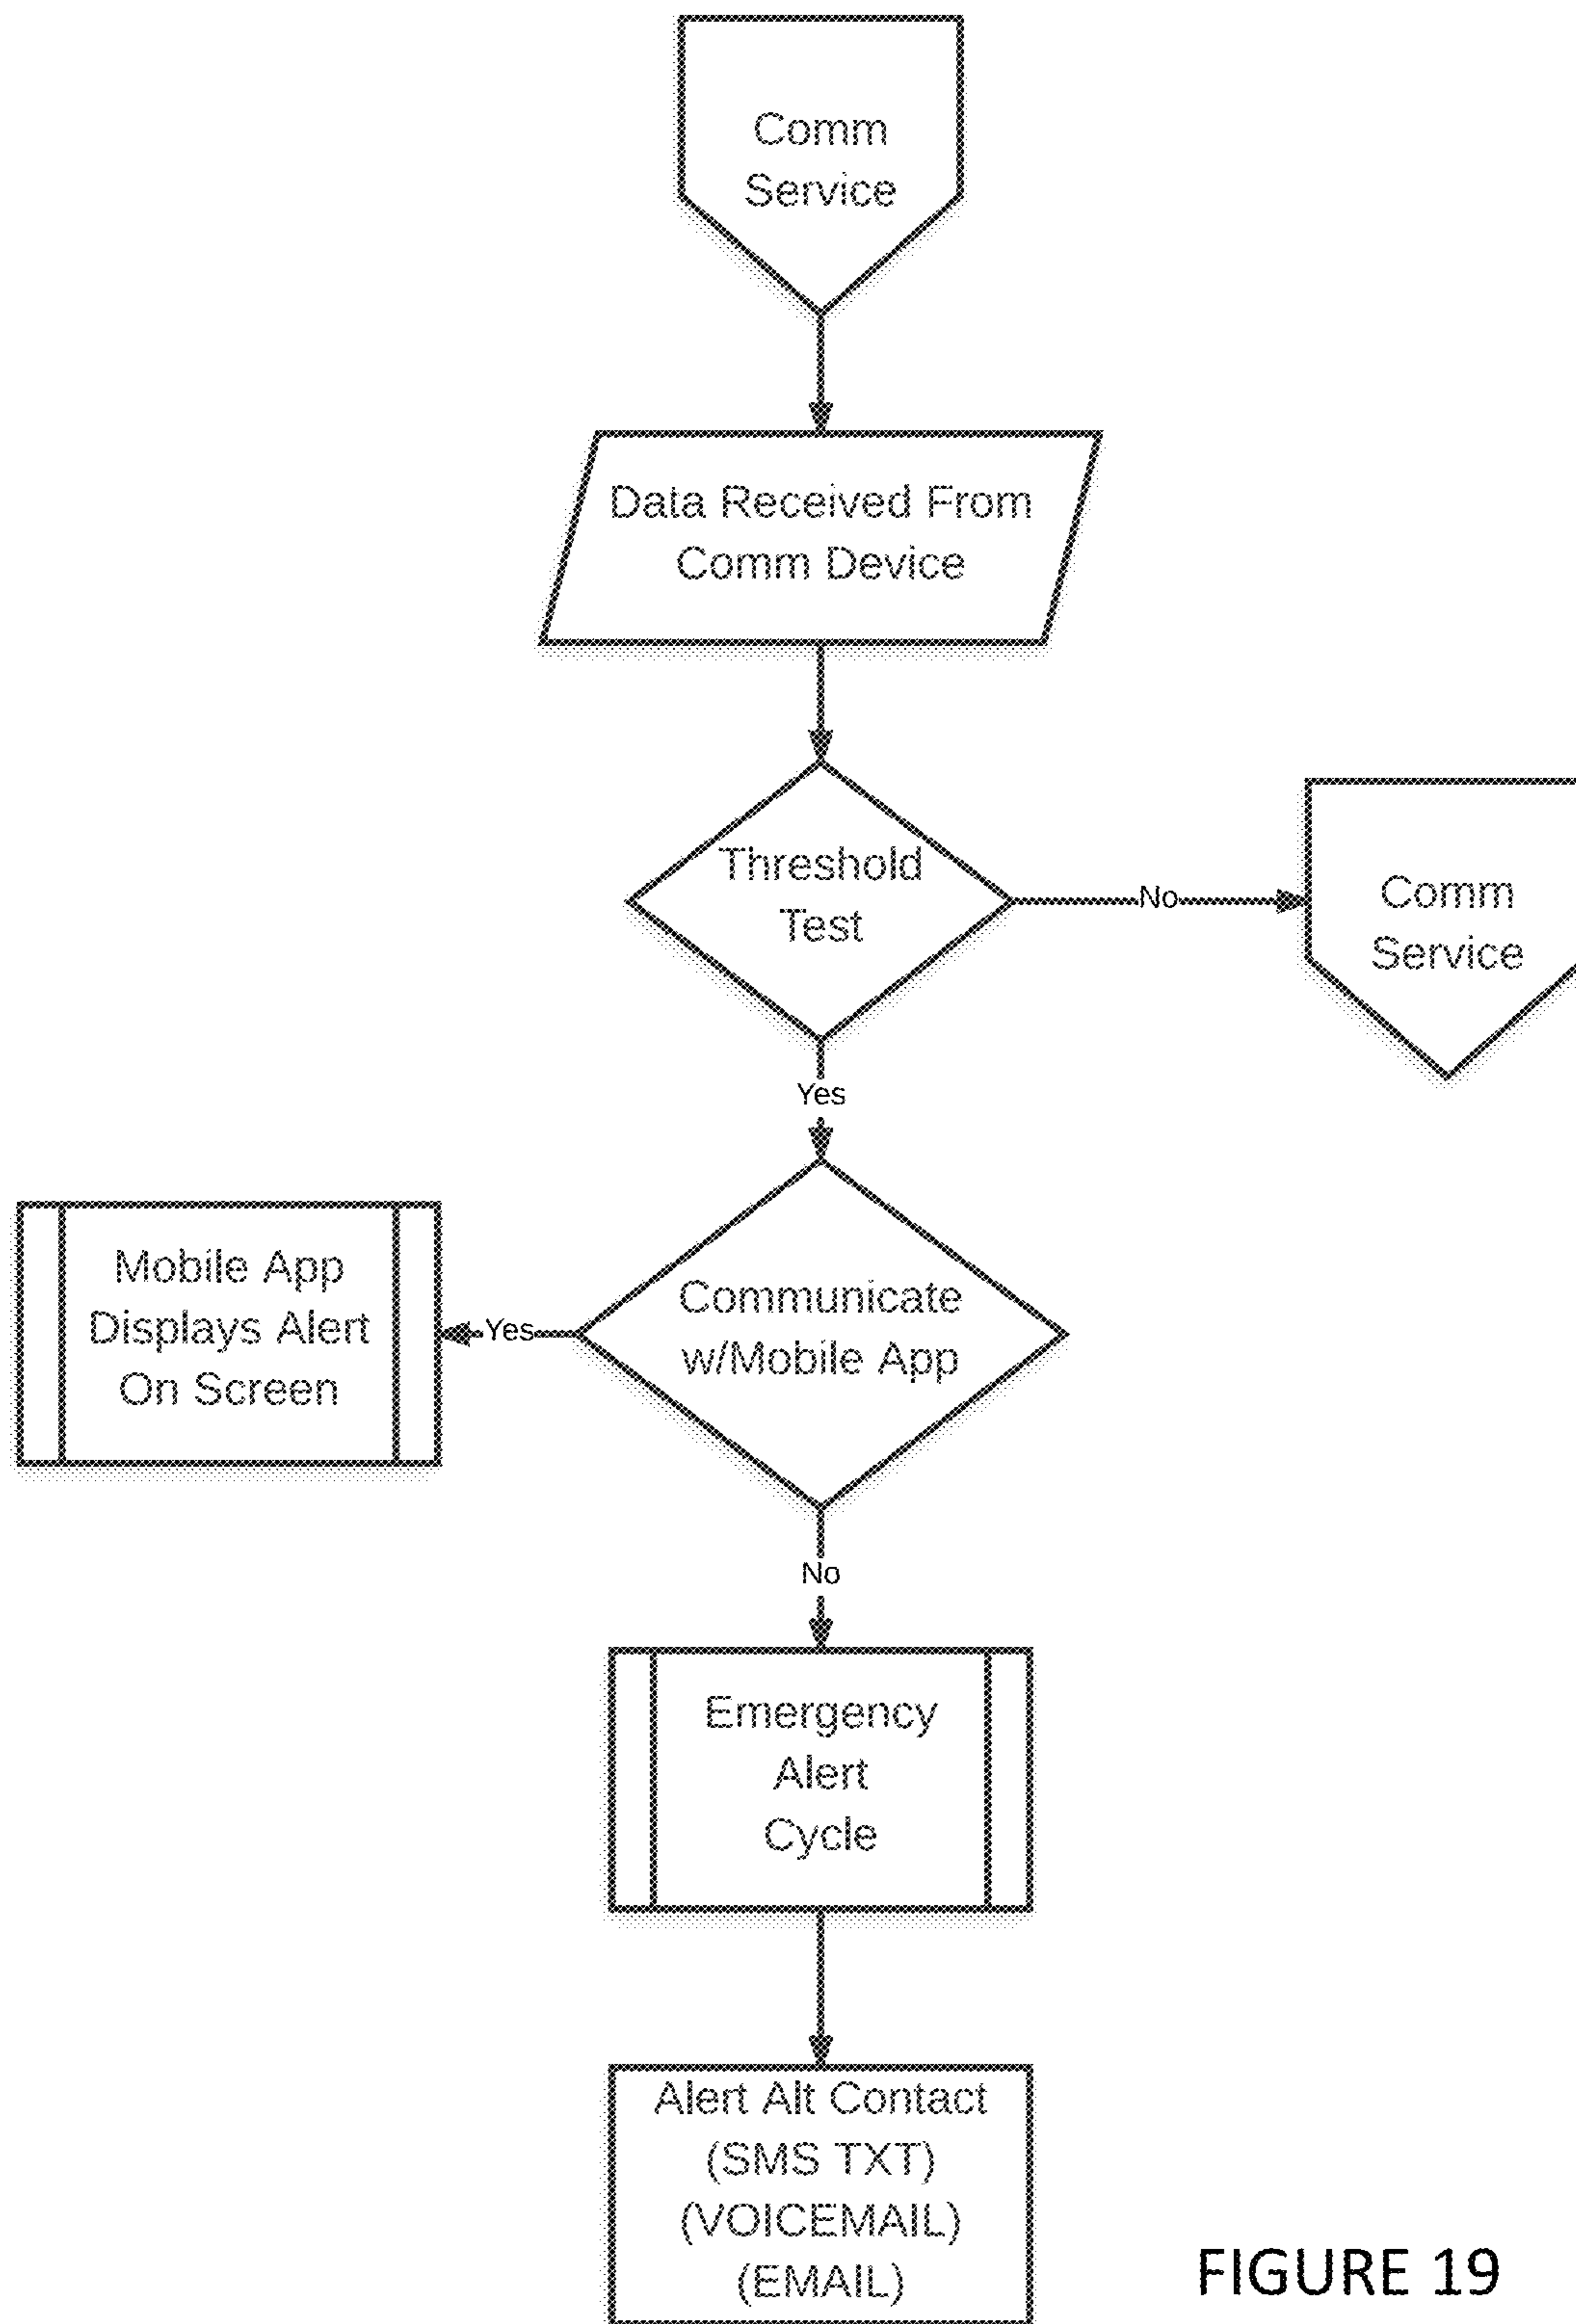 Comm
Service
Data Received From
Comm Device
Threshold
Test
No
Comm
Service
Yes
Communicate
w/Mobile App
Yes
Mobile App
Displays Alert
On Screen
No
Emergency
Alert
Cycle
Alert Alt Contact
(SMS TXT)
(VOICEMAIL)
(EMAIL)
FIGURE 19